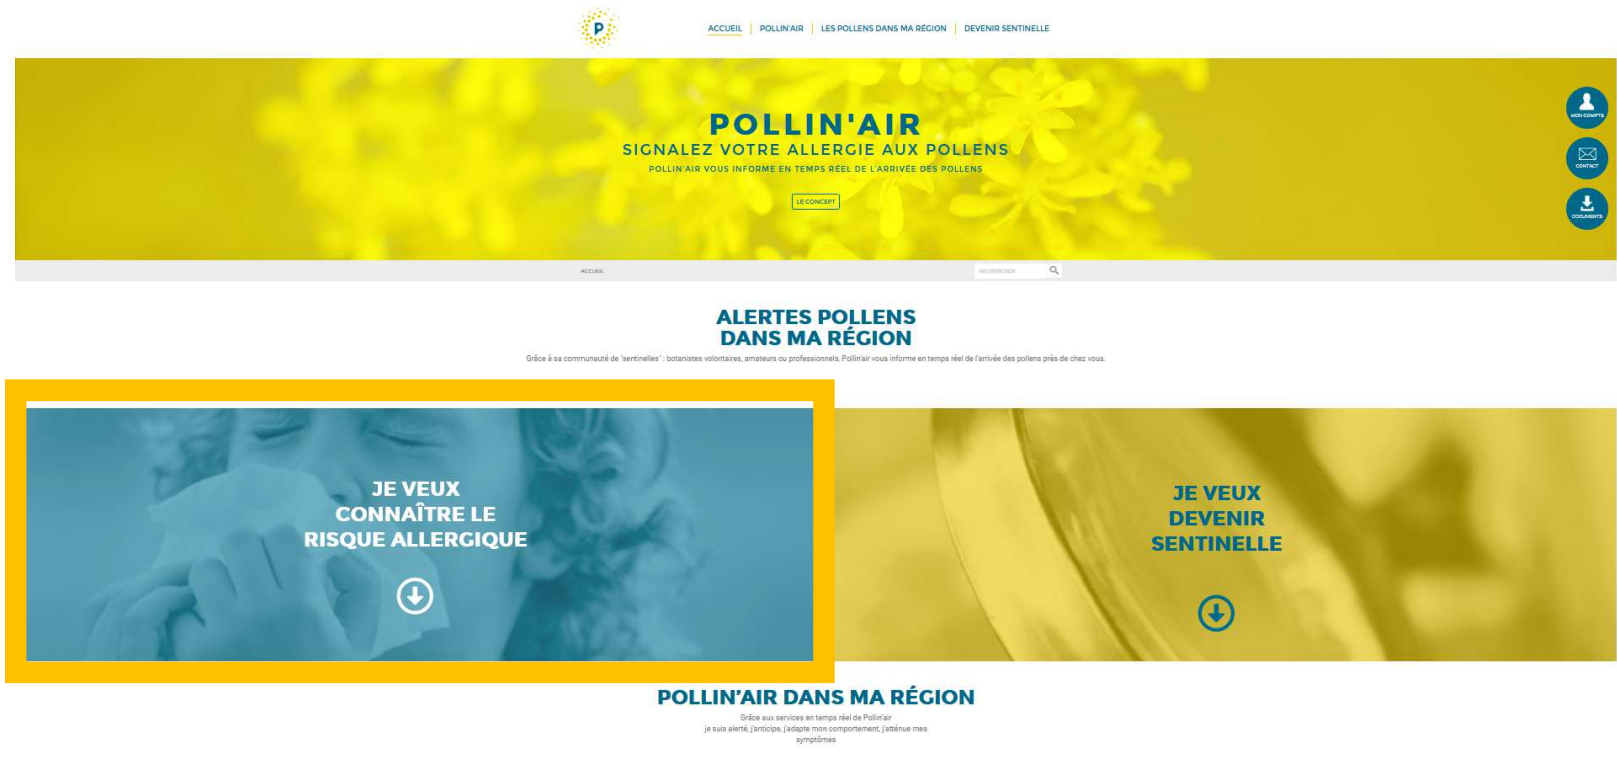 P
ACCUEIL
POLLIN'AIR
LES POLLENS DANS MA RÉGION
DEVENIR SENTINELLE
POLLIN'AIR
SIGNALEZ VOTRE ALLERGIE AUX POLLENS
POLLIN'AIR VOUS INFORME EN TEMPS RÉEL DE L'ARRIVÉE DES POLLENS
LE CONCEPT
MON COMPTE
CONTACT
DOCUMENTS
ACCUEIL
RECHERCHER
ALERTES POLLENS
DANS MA RÉGION
Grâce à sa communauté de "sentinelles" : botanistes volontaires, amateurs ou professionnels, Pollin'air vous informe en temps réel de l'arrivée des pollens près de chez vous.
JE VEUX
CONNAÎTRE LE
RISQUE ALLERGIQUE
JE VEUX
DEVENIR
SENTINELLE
POLLIN'AIR DANS MA RÉGION
Grâce aus services en temps réel de Pollin'air
je suis alerté, j'anticipe, j'adapte mon comportement, j'atténue mes
symptômes